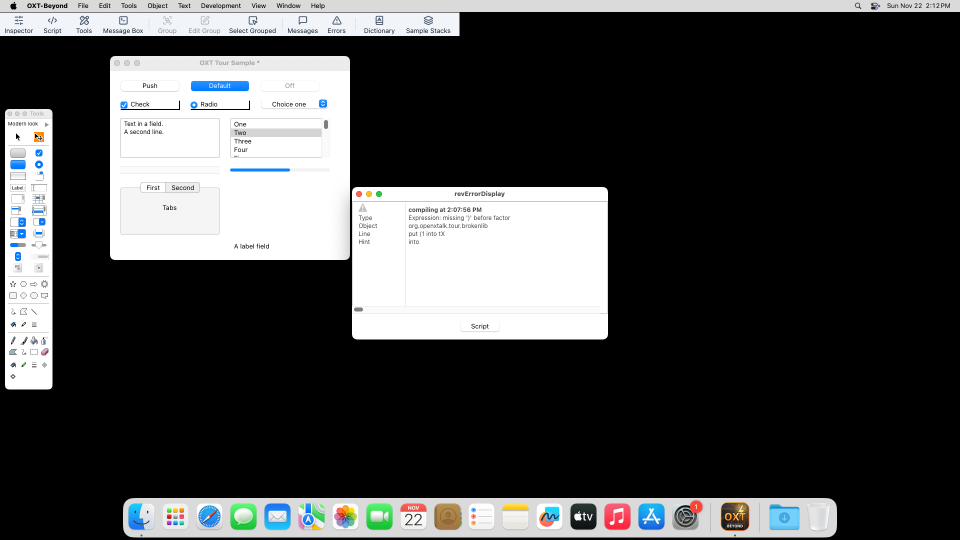 OXT-Beyond File Edit Tools Object Text Development View Window Help Sun Nov 22 2:12 PM
Inspector Script Tools Message Box Group Edit Group Select Grouped Messages Errors Dictionary Sample Stacks
OXT Tour Sample *
Push Default Off
Check Radio Choice one
Text in a field.
A second line.
One
Two
Three
Four
First Second
Tabs
A label field
Tools
Modern look
Label
revErrorDisplay
compiling at 2:07:56 PM
Type Expression: missing ')' before factor
Object org.openxtalk.tour.brokenlib
Line put (1 into tX
Hint into
Script
NOV
22
tv
1
OXT
BEYOND